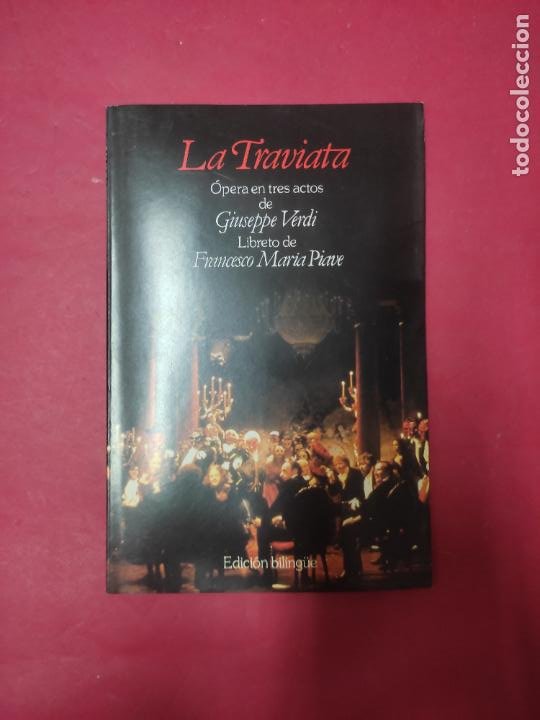 La Traviata
Ópera en tres actos
de
Giuseppe Verdi
Libreto de
Francesco Maria Piave
Edición bilingüe
todocoleccion